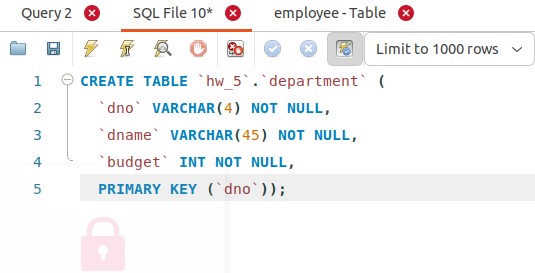 Query 2 SQL File 10* employee - Table
Limit to 1000 rows
1 CREATE TABLE `hw_5`.`department` (
2 `dno` VARCHAR(4) NOT NULL,
3 `dname` VARCHAR(45) NOT NULL,
4 `budget` INT NOT NULL,
5 PRIMARY KEY (`dno`));